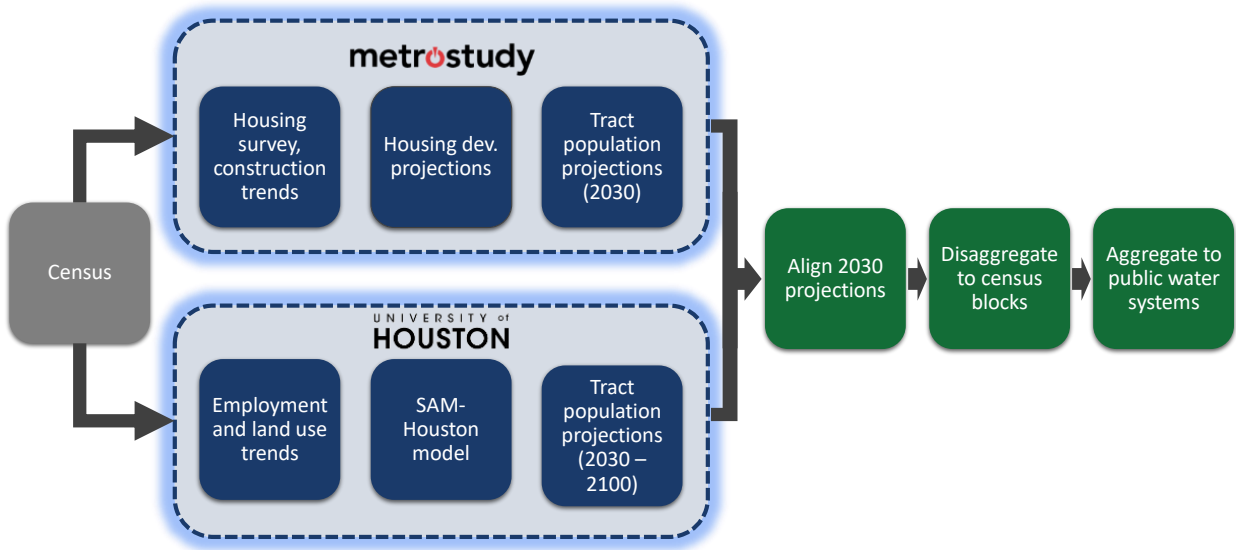 metrostudy
Housing
survey,
construction
trends
Housing dev.
projections
Tract
population
projections
(2030)
Census
UNIVERSITY of
HOUSTON
Employment
and land use
trends
SAM-
Houston
model
Tract
population
projections
(2030 –
2100)
Align 2030
projections
Disaggregate
to census
blocks
Aggregate to
public water
systems